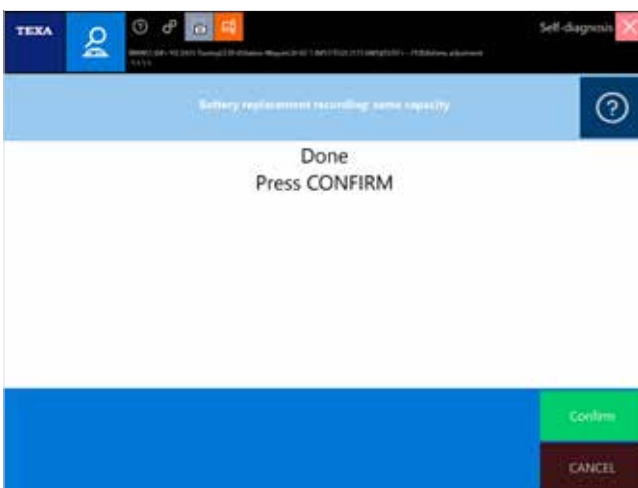 TEXA
Self-diagnosis
Battery replacement recording: same capacity
Done
Press CONFIRM
Confirm
CANCEL